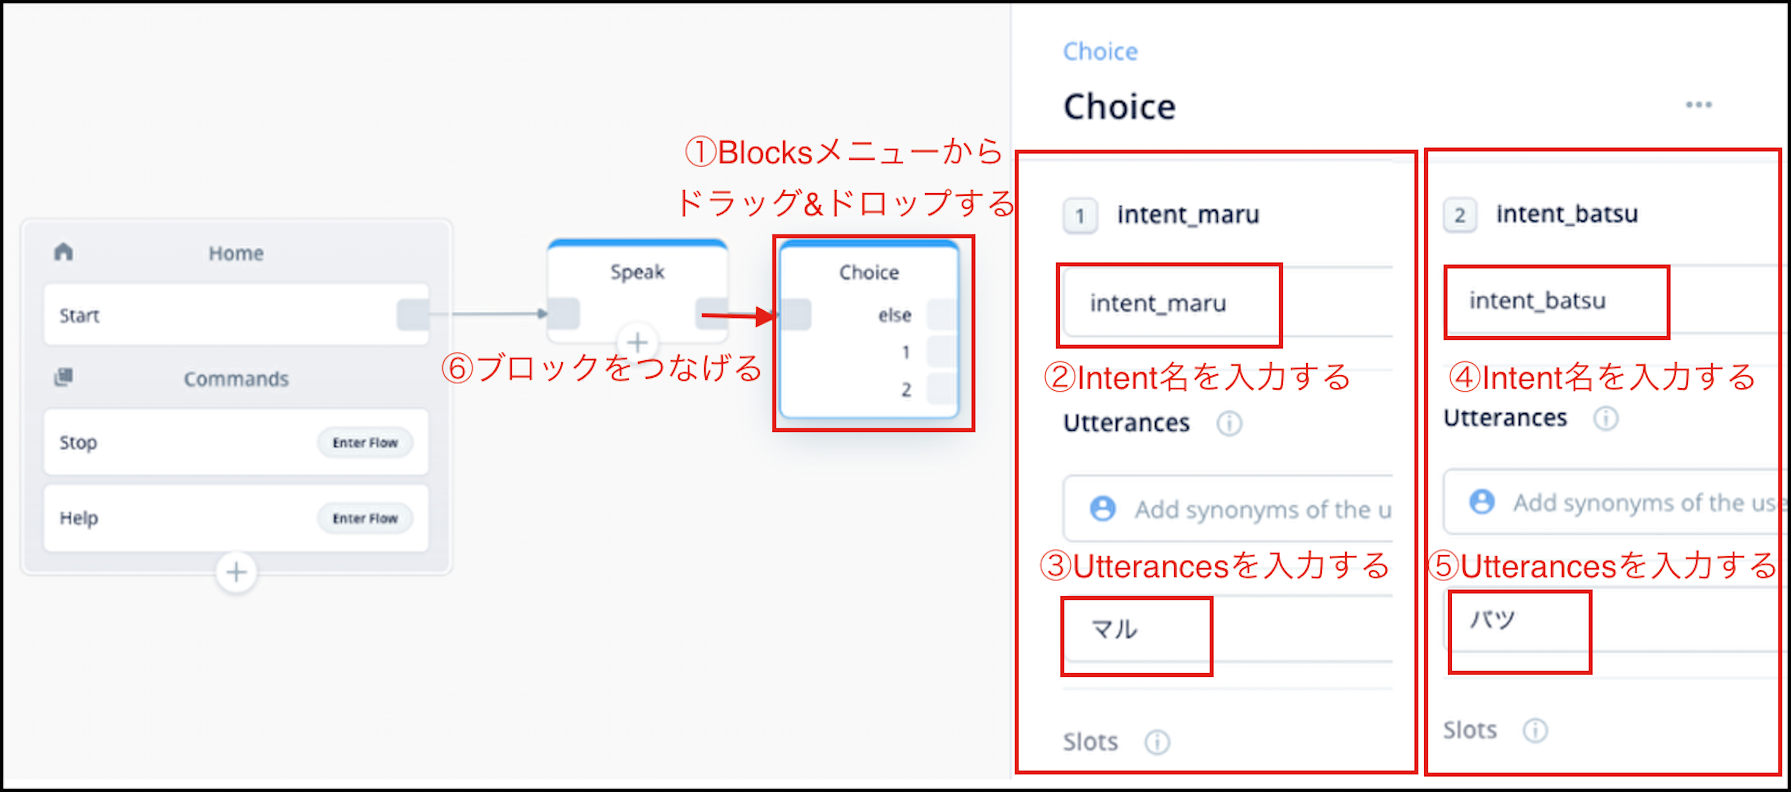 Home
Start
Commands
Stop
Enter Flow
Help
Enter Flow
Speak
①Blocksメニューから
ドラッグ&ドロップする
Choice
else
1
2
⑥ブロックをつなげる
Choice
Choice
1 intent_maru
intent_maru
②Intent名を入力する
Utterances
Add synonyms of the u
③Utterancesを入力する
マル
Slots
2 intent_batsu
intent_batsu
④Intent名を入力する
Utterances
Add synonyms of the use
⑤Utterancesを入力する
バツ
Slots